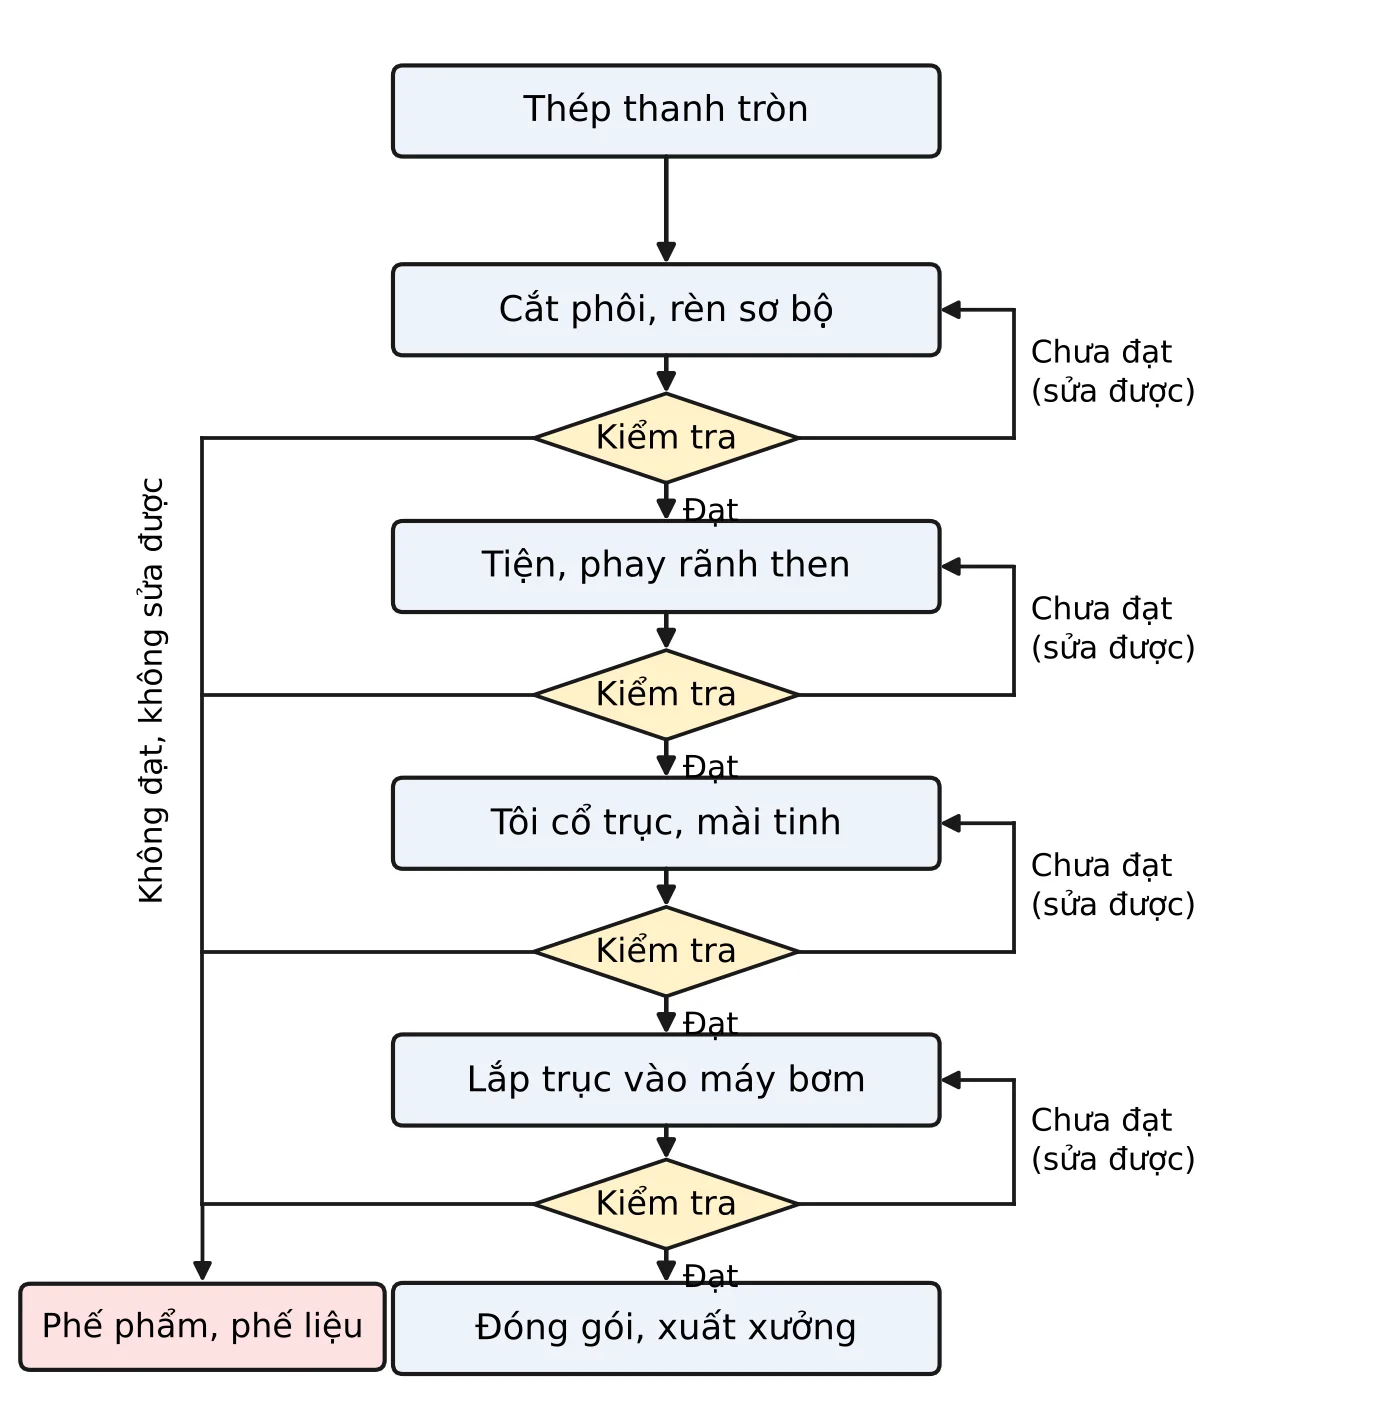 Thép thanh tròn
Cắt phôi, rèn sơ bộ
Chưa đạt
(sửa được)
Kiểm tra
Đạt
Không đạt, không sửa được
Tiện, phay rãnh then
Chưa đạt
(sửa được)
Kiểm tra
Đạt
Tôi cổ trục, mài tinh
Chưa đạt
(sửa được)
Kiểm tra
Đạt
Lắp trục vào máy bơm
Chưa đạt
(sửa được)
Kiểm tra
Đạt
Phế phẩm, phế liệu
Đóng gói, xuất xưởng